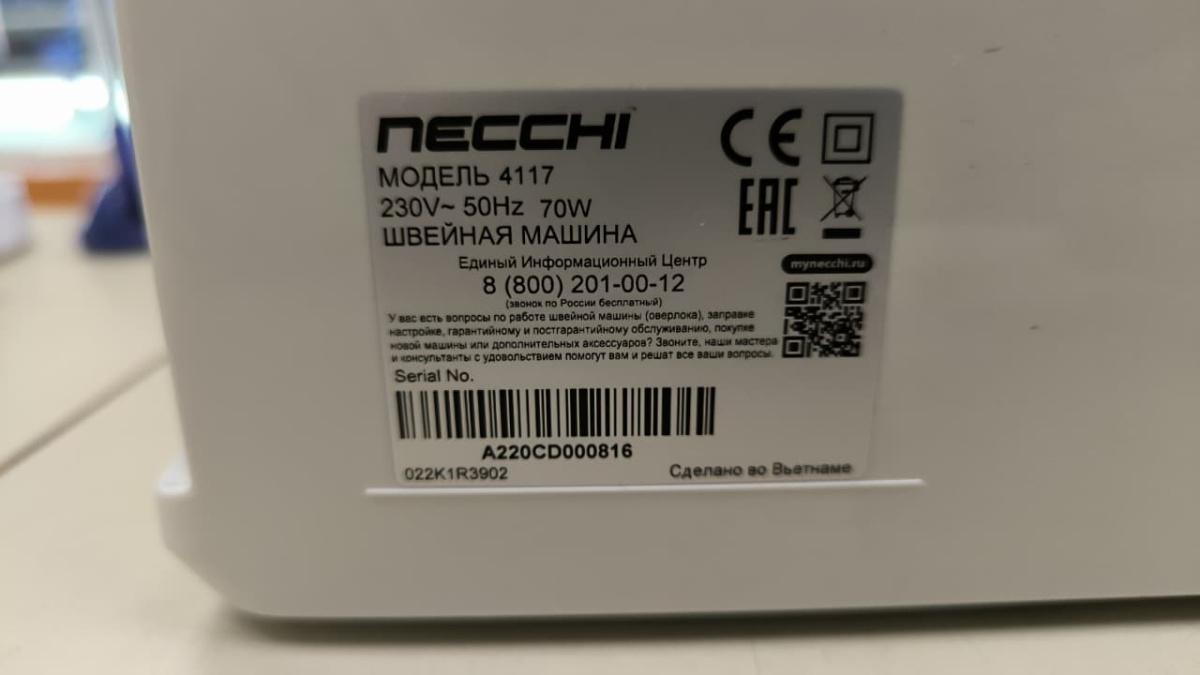 NECCHI
МОДЕЛЬ 4117
230V~ 50Hz 70W
ШВЕЙНАЯ МАШИНА
CE
EAC
Единый Информационный Центр
8 (800) 201-00-12
(звонок по России бесплатный)
mynecchi.ru
У вас есть вопросы по работе швейной машины (оверлока), заправке
настройке, гарантийному и постгарантийному обслуживанию, покупке
новой машины или дополнительных аксессуаров? Звоните, наши мастера
и консультанты с удовольствием помогут вам и решат все ваши вопросы.
Serial No.
A220CD000816
022K1R3902
Сделано во Вьетнаме